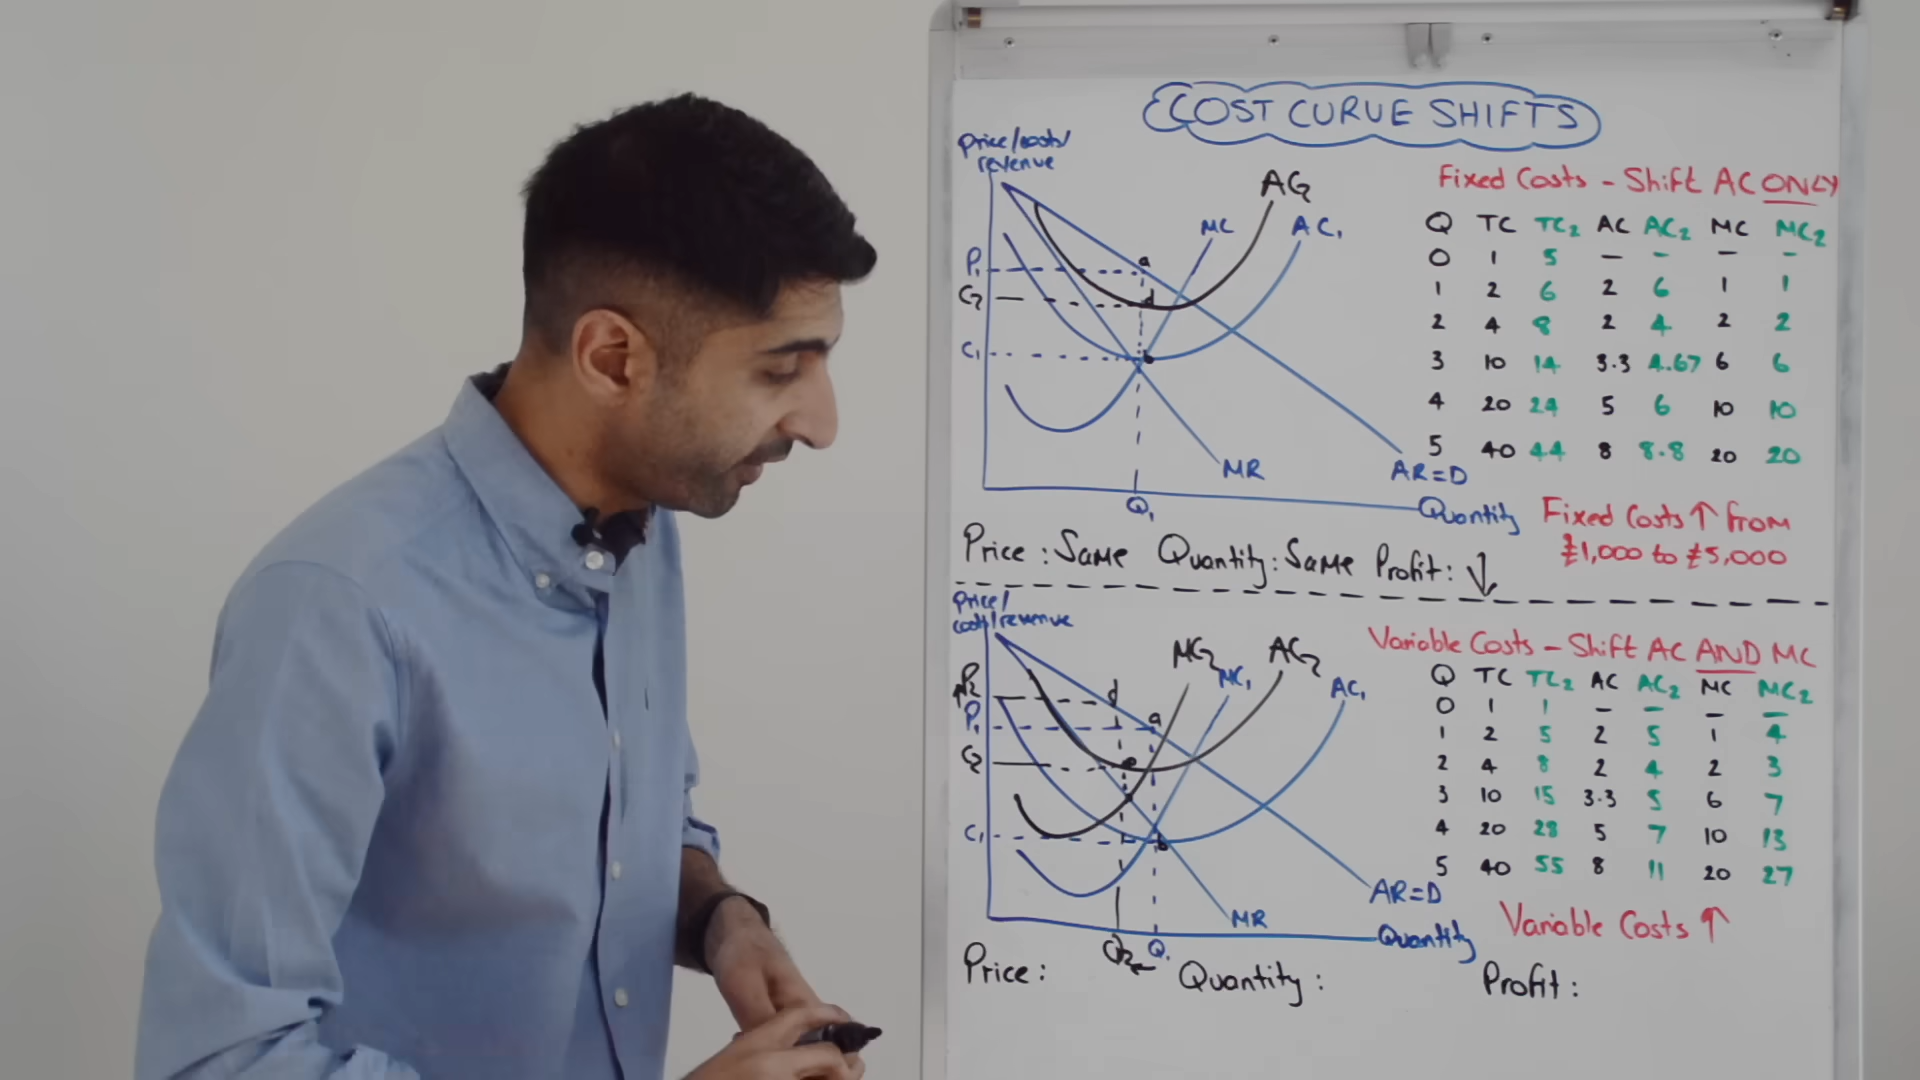 COST CURVE SHIFTS
Price/costs/
revenue
AC2
MC
AC1
P1
a
C2
d
C1
b
MR
AR=D
Q1
Quantity
Fixed Costs - Shift AC ONLY
Q TC TC2 AC AC2 MC MC2
0 1 5 - - - -
1 2 6 2 6 1 1
2 4 8 2 4 2 2
3 10 14 3.3 4.67 6 6
4 20 24 5 6 10 10
5 40 44 8 8.8 20 20
Fixed Costs ↑ from
£1,000 to £5,000
Price: Same Quantity: Same Profit: ↓
Price/
costs/revenue
MC2
AC2
MC1
AC1
P2
d
P1
a
C2
e
C1
b
AR=D
MR
Quantity
Q2 ← Q1
Variable Costs - Shift AC AND MC
Q TC TC2 AC AC2 MC MC2
0 1 1 - - - -
1 2 5 2 5 1 4
2 4 8 2 4 2 3
3 10 15 3.3 5 6 7
4 20 28 5 7 10 13
5 40 55 8 11 20 27
Variable Costs ↑
Price: Quantity: Profit: